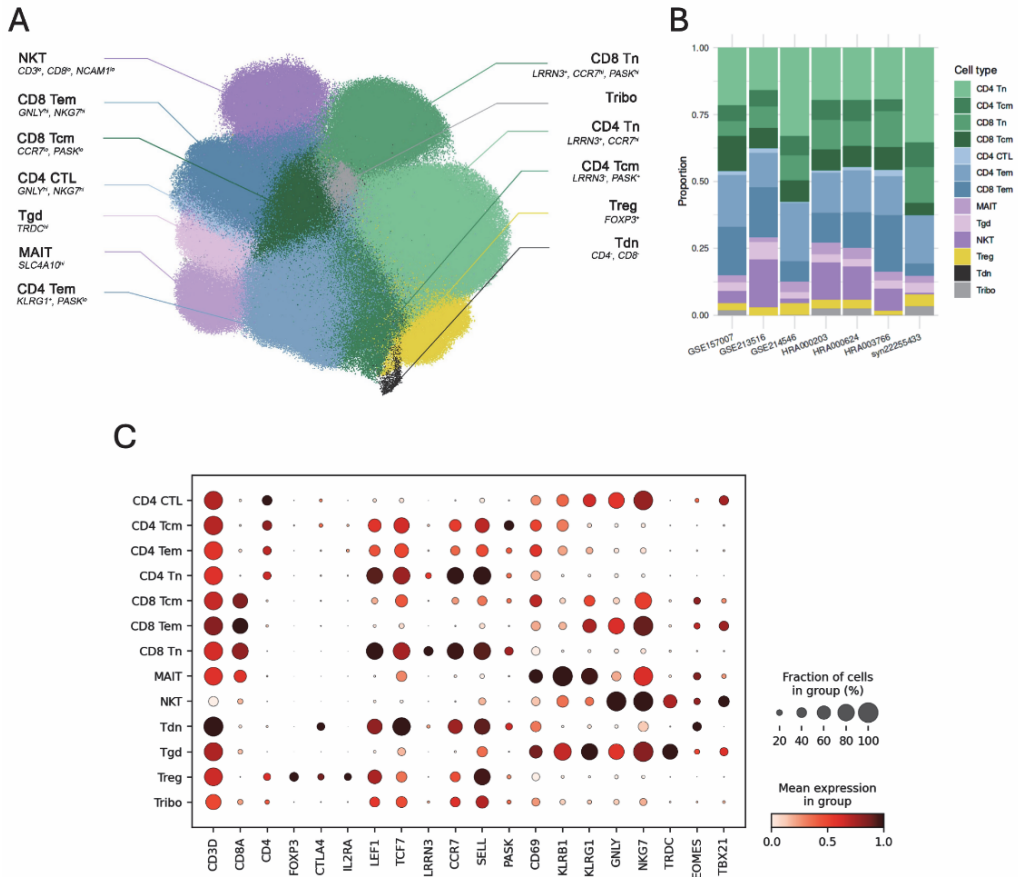 A
NKT
CD3ˡᵒ, CD8ˡᵒ, NCAM1ˡᵒ
CD8 Tem
GNLYʰⁱ, NKG7ʰⁱ
CD8 Tcm
CCR7ˡᵒ, PASKˡᵒ
CD4 CTL
GNLYʰⁱ, NKG7ʰⁱ
Tgd
TRDCʰⁱ
MAIT
SLC4A10ʰⁱ
CD4 Tem
KLRG1⁺, PASKˡᵒ
CD8 Tn
LRRN3⁺, CCR7ʰⁱ, PASKʰⁱ
Tribo
CD4 Tn
LRRN3⁺, CCR7ʰⁱ
CD4 Tcm
LRRN3⁻, PASK⁺
Treg
FOXP3⁺
Tdn
CD4⁻, CD8⁻
B
Proportion
1.00
0.75
0.50
0.25
0.00
GSE157007
GSE213516
GSE214546
HRA000203
HRA000624
HRA003766
syn22255433
Cell type
CD4 Tn
CD4 Tcm
CD8 Tn
CD8 Tcm
CD4 CTL
CD4 Tem
CD8 Tem
MAIT
Tgd
NKT
Treg
Tdn
Tribo
C
CD4 CTL
CD4 Tcm
CD4 Tem
CD4 Tn
CD8 Tcm
CD8 Tem
CD8 Tn
MAIT
NKT
Tdn
Tgd
Treg
Tribo
CD3D
CD8A
CD4
FOXP3
CTLA4
IL2RA
LEF1
TCF7
LRRN3
CCR7
SELL
PASK
CD69
KLRB1
KLRG1
GNLY
NKG7
TRDC
EOMES
TBX21
Fraction of cells
in group (%)
20 40 60 80 100
Mean expression
in group
0.0 0.5 1.0